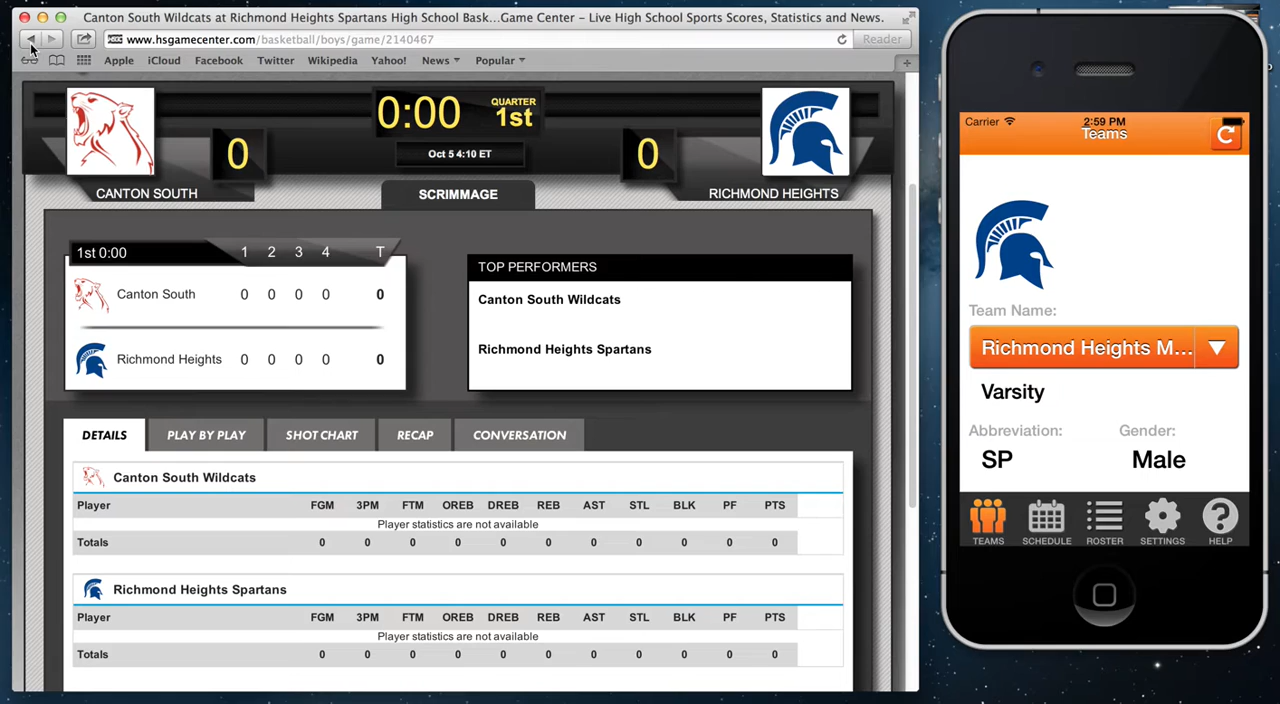 Canton South Wildcats at Richmond Heights Spartans High School Bask...Game Center – Live High School Sports Scores, Statistics and News.
www.hsgamecenter.com/basketball/boys/game/2140467
Reader
Apple iCloud Facebook Twitter Wikipedia Yahoo! News Popular
0:00 QUARTER 1st
0 0
Oct 5 4:10 ET
CANTON SOUTH RICHMOND HEIGHTS
SCRIMMAGE
1st 0:00 1 2 3 4 T
Canton South 0 0 0 0 0
Richmond Heights 0 0 0 0 0
TOP PERFORMERS
Canton South Wildcats
Richmond Heights Spartans
DETAILS PLAY BY PLAY SHOT CHART RECAP CONVERSATION
Canton South Wildcats
Player FGM 3PM FTM OREB DREB REB AST STL BLK PF PTS
Player statistics are not available
Totals 0 0 0 0 0 0 0 0 0 0 0
Richmond Heights Spartans
Player FGM 3PM FTM OREB DREB REB AST STL BLK PF PTS
Player statistics are not available
Totals 0 0 0 0 0 0 0 0 0 0 0
Carrier 2:59 PM
Teams
Team Name:
Richmond Heights M...
Varsity
Abbreviation: Gender:
SP Male
TEAMS SCHEDULE ROSTER SETTINGS HELP